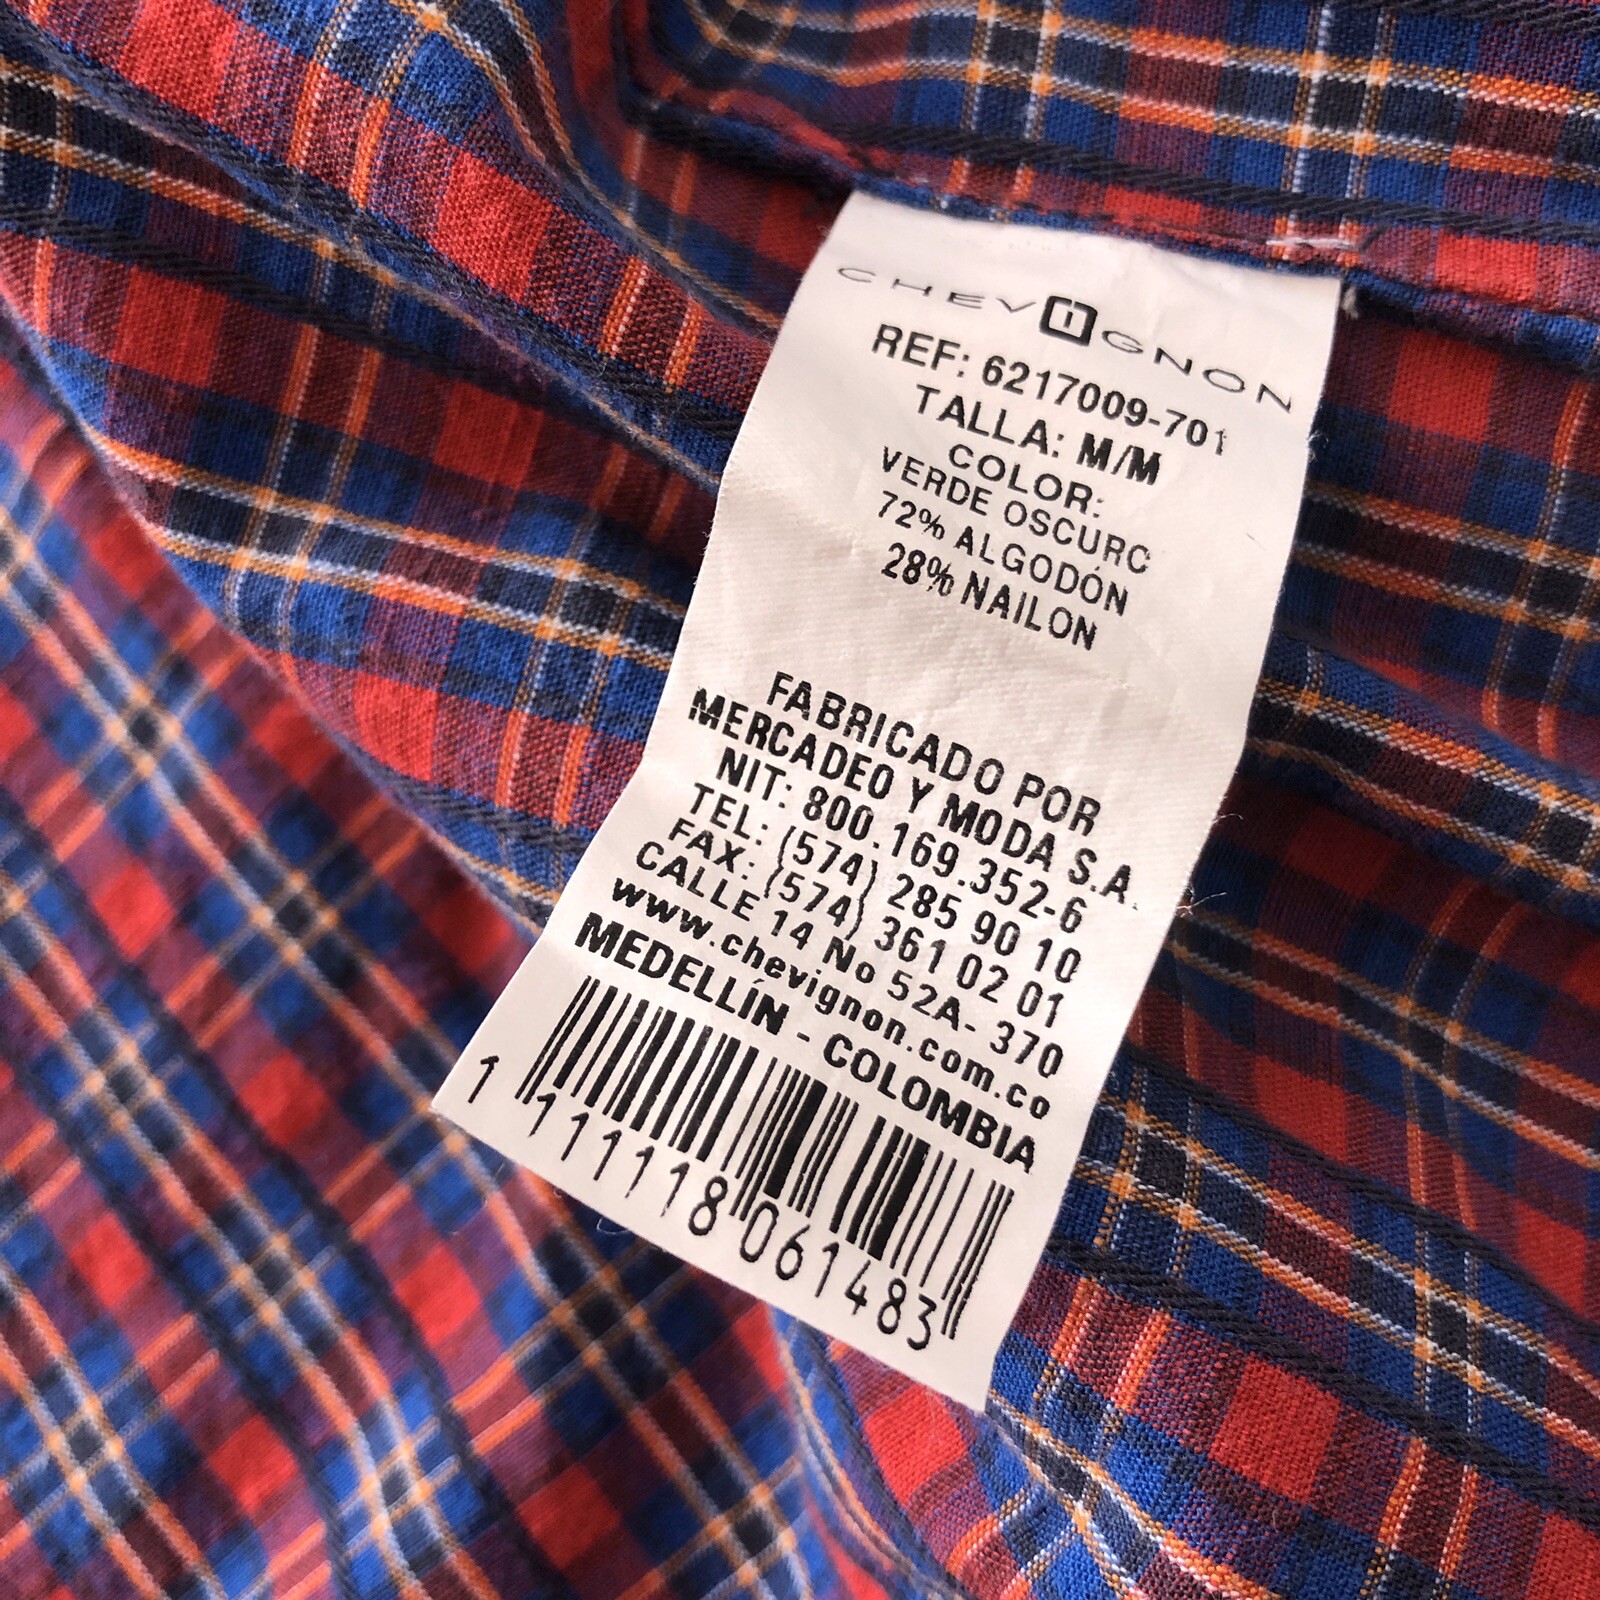 CHEVIGNON
REF: 6217009-701
TALLA: M/M
COLOR:
VERDE OSCURO
72% ALGODÓN
28% NAILON
FABRICADO POR
MERCADEO Y MODA S.A.
NIT: 800.169.352-6
TEL: (574) 285 90 10
FAX: (574) 361 02 01
CALLE 14 No 52A- 370
www.chevignon.com.co
MEDELLÍN - COLOMBIA
1 111118 061483